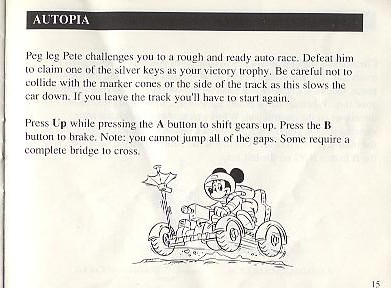 AUTOPIA
Peg leg Pete challenges you to a rough and ready auto race. Defeat him
to claim one of the silver keys as your victory trophy. Be careful not to
collide with the marker cones or the side of the track as this slows the
car down. If you leave the track you'll have to start again.
Press Up while pressing the A button to shift gears up. Press the B
button to brake. Note: you cannot jump all of the gaps. Some require a
complete bridge to cross.
15